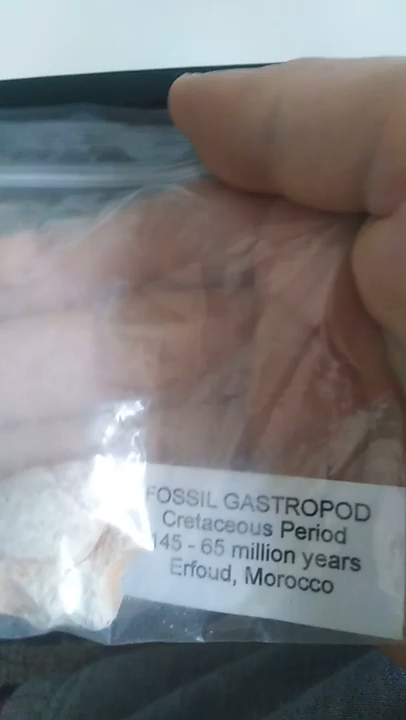 FOSSIL GASTROPOD
Cretaceous Period
145 - 65 million years
Erfoud, Morocco